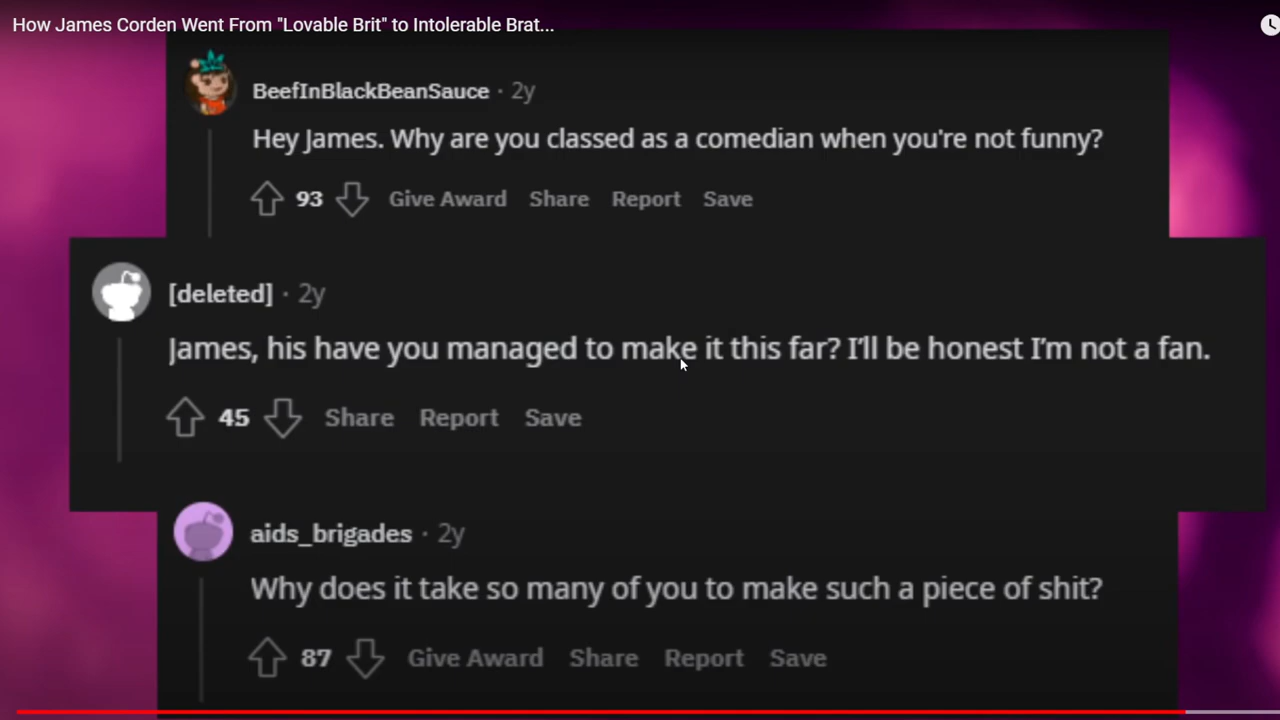 How James Corden Went From "Lovable Brit" to Intolerable Brat...
BeefInBlackBeanSauce · 2y
Hey James. Why are you classed as a comedian when you're not funny?
93 Give Award Share Report Save
[deleted] · 2y
James, his have you managed to make it this far? I'll be honest I'm not a fan.
45 Share Report Save
aids_brigades · 2y
Why does it take so many of you to make such a piece of shit?
87 Give Award Share Report Save